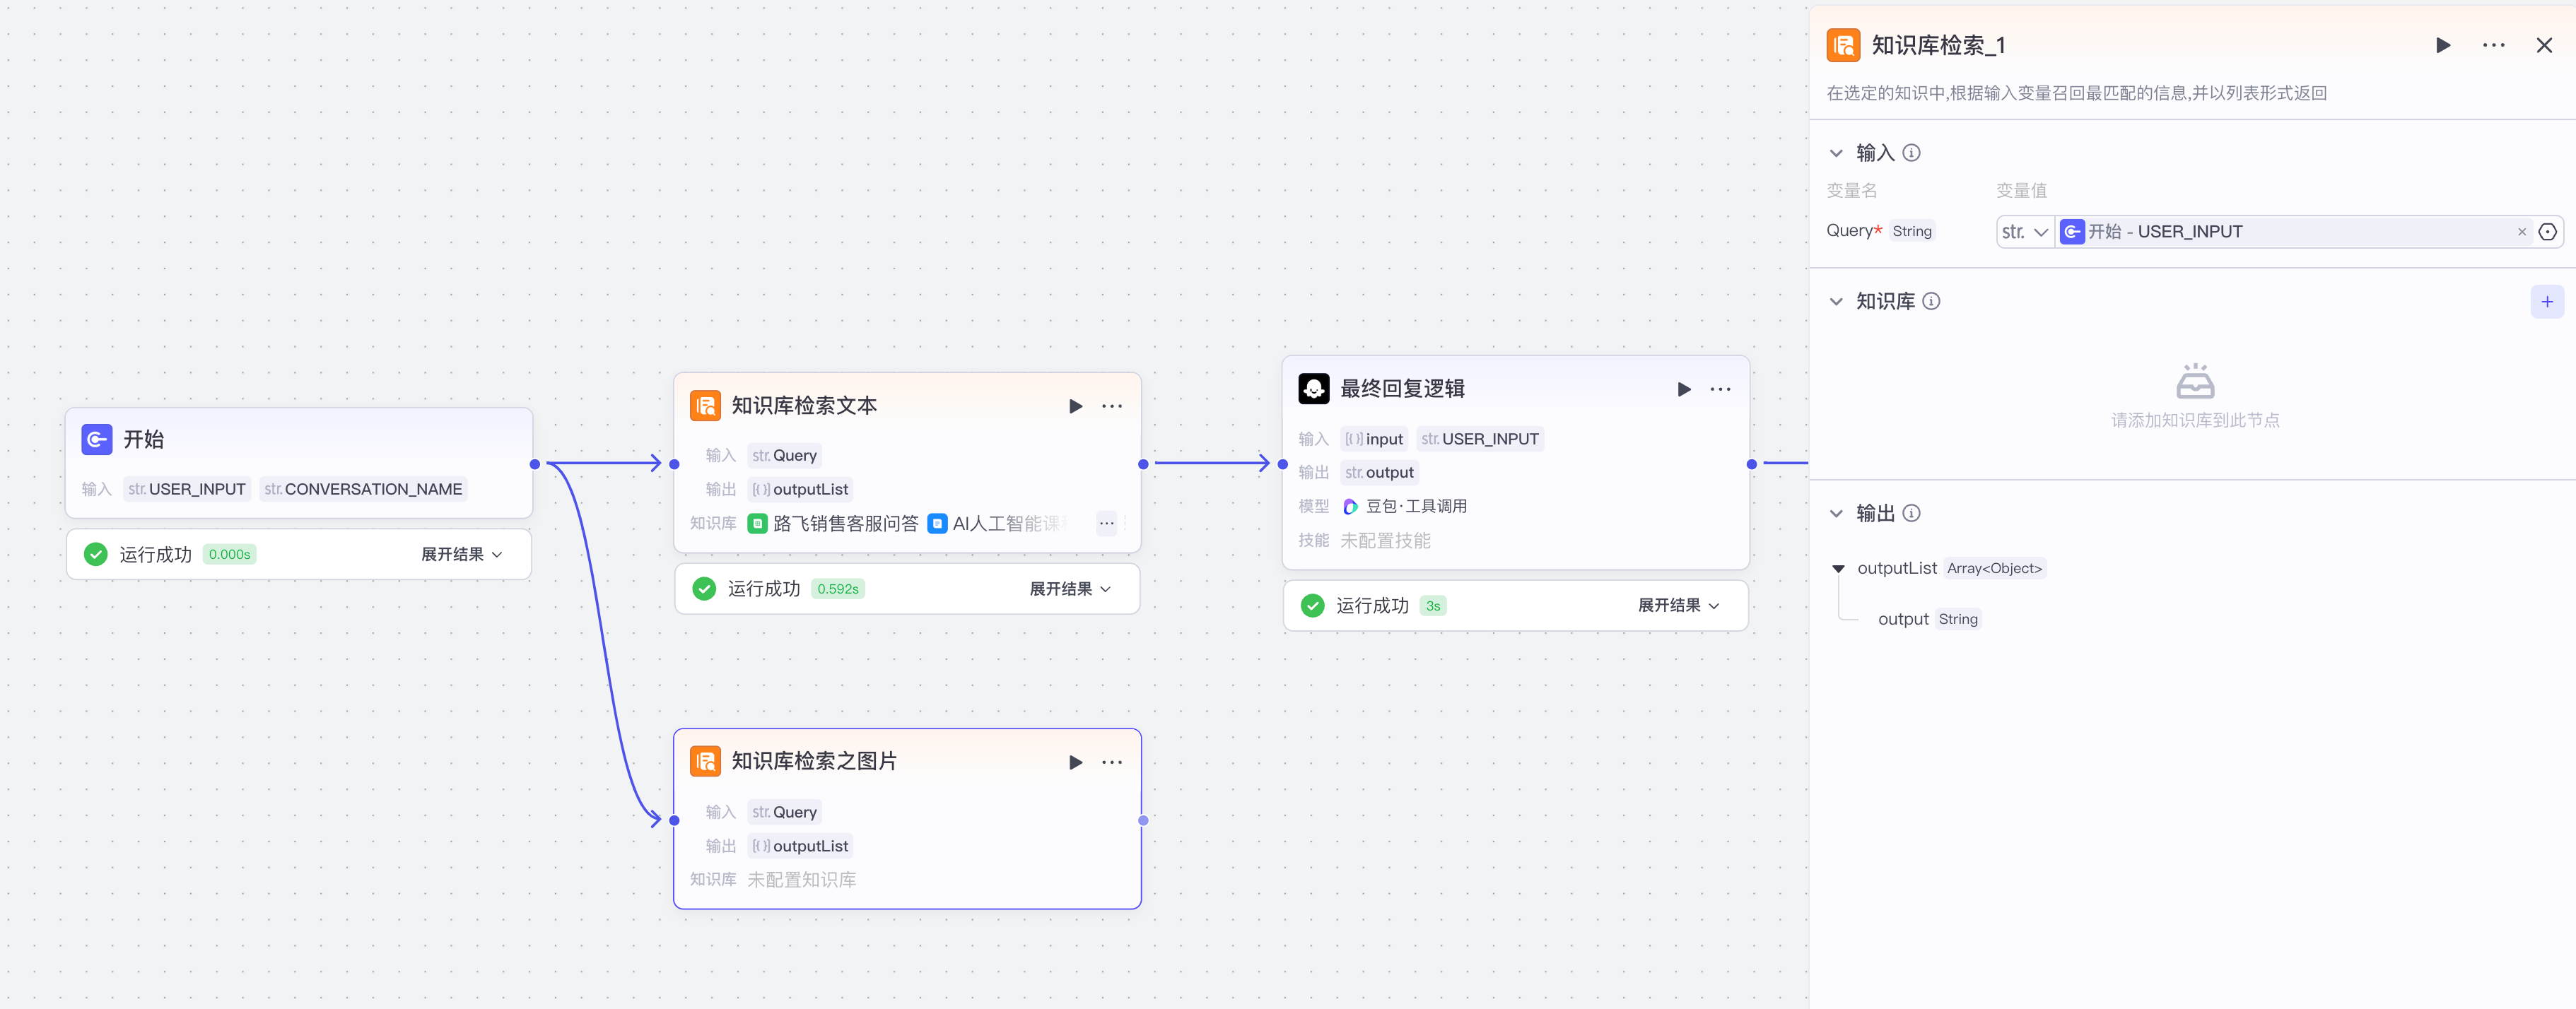 开始
输入 str. USER_INPUT str. CONVERSATION_NAME
运行成功 0.000s 展开结果
知识库检索文本
输入 str. Query
输出 [{}] outputList
知识库 路飞销售客服问答 AI人工智能课 ...
运行成功 0.592s 展开结果
知识库检索之图片
输入 str. Query
输出 [{}] outputList
知识库 未配置知识库
最终回复逻辑
输入 [{}] input str. USER_INPUT
输出 str. output
模型 豆包·工具调用
技能 未配置技能
运行成功 3s 展开结果
知识库检索_1
在选定的知识中,根据输入变量召回最匹配的信息,并以列表形式返回
输入
变量名 变量值
Query* String str. 开始 - USER_INPUT
知识库
请添加知识库到此节点
输出
outputList Array<Object>
output String